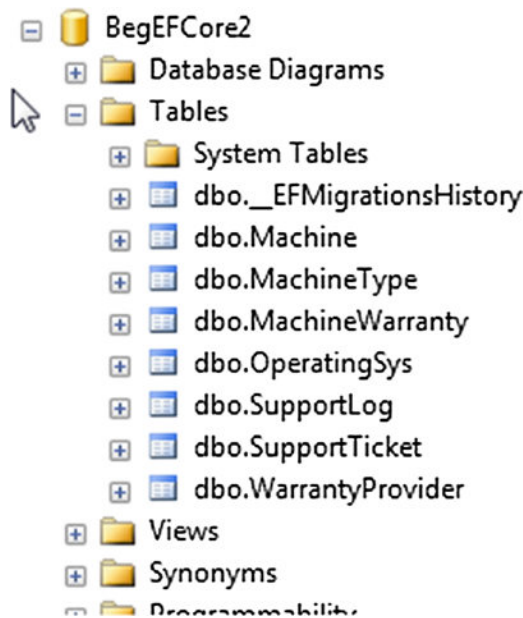 BegEFCore2
Database Diagrams
Tables
System Tables
dbo.__EFMigrationsHistory
dbo.Machine
dbo.MachineType
dbo.MachineWarranty
dbo.OperatingSys
dbo.SupportLog
dbo.SupportTicket
dbo.WarrantyProvider
Views
Synonyms
Programmability